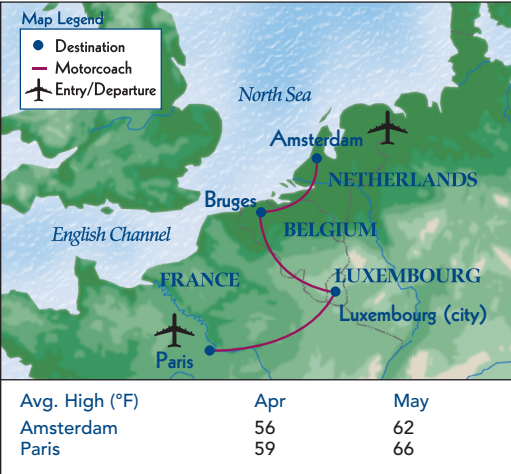 Map Legend
Destination
Motorcoach
Entry/Departure
North Sea
Amsterdam
NETHERLANDS
Bruges
BELGIUM
English Channel
FRANCE
LUXEMBOURG
Luxembourg (city)
Paris
Avg. High (°F) Apr May
Amsterdam 56 62
Paris 59 66